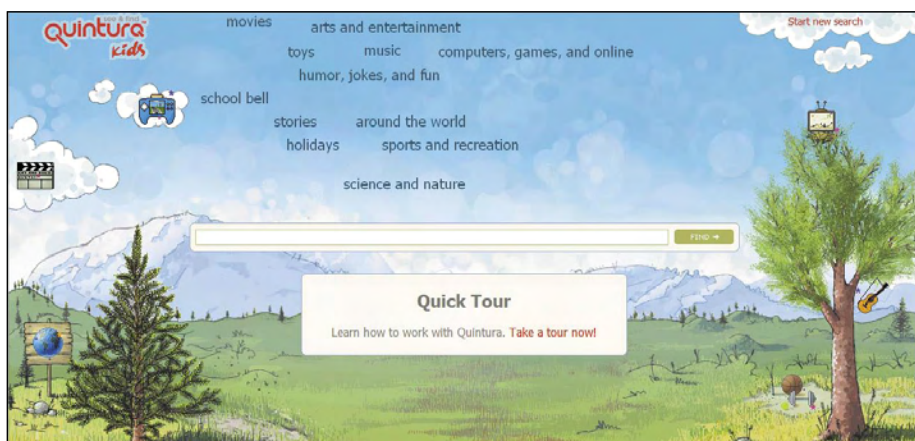 see & find
Quintura
Kids
movies
arts and entertainment
Start new search
toys music computers, games, and online
humor, jokes, and fun
school bell
stories around the world
holidays sports and recreation
science and nature
FIND →
Quick Tour
Learn how to work with Quintura. Take a tour now!